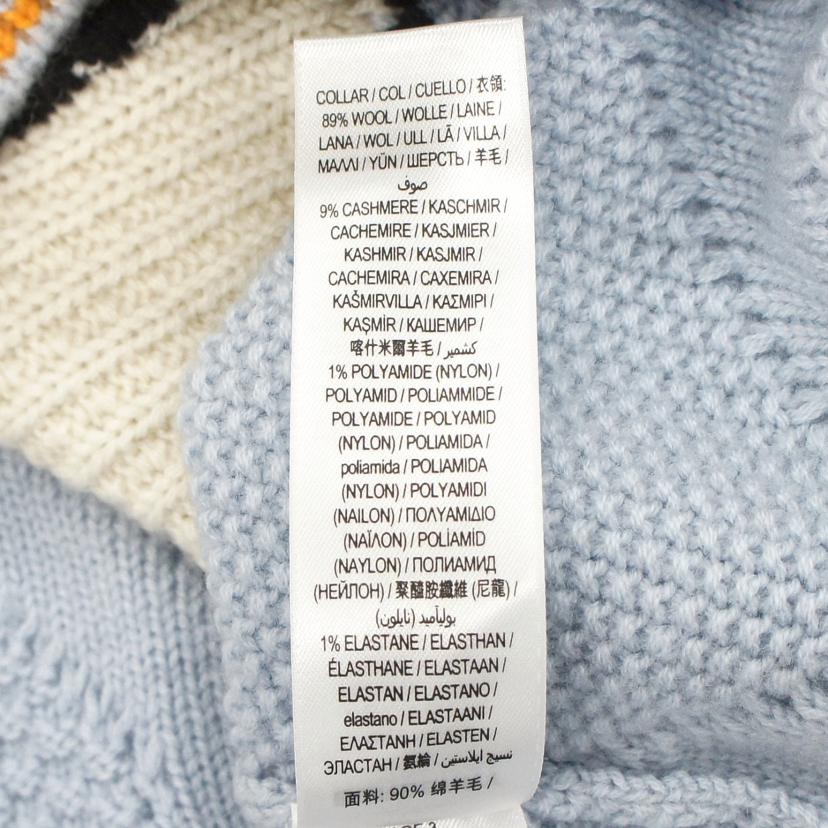 COLLAR / COL / CUELLO / 衣領:
89% WOOL / WOLLE / LAINE /
LANA / WOL / ULL / LÃ / VILLA /
ΜΑΛΛΙ / YÜN / ШЕРСТЬ / 羊毛 /
صوف
9% CASHMERE / KASCHMIR /
CACHEMIRE / KASJMIER /
KASHMIR / KASJMIR /
CACHEMIRA / CAXEMIRA /
KAŠMIRVILLA / ΚΑΣΜΙΡΙ /
KAŞMİR / КАШЕМИР /
喀什米爾羊毛 / كشمير
1% POLYAMIDE (NYLON) /
POLYAMID / POLIAMMIDE /
POLYAMIDE / POLYAMID
(NYLON) / POLIAMIDA /
poliamida / POLIAMIDA
(NYLON) / POLYAMIDI
(NAILON) / ΠΟΛΥΑΜΙΔΙΟ
(ΝΑΪΛΟΝ) / POLİAMİD
(NAYLON) / ПОЛИАМИД
(НЕЙЛОН) / 聚醯胺纖維 (尼龍) /
بولياميد (نايلون)
1% ELASTANE / ELASTHAN /
ÉLASTHANE / ELASTAAN /
ELASTAN / ELASTANO /
elastano / ELASTAANI /
ΕΛΑΣΤΑΝΗ / ELASTEN /
ЭЛАСТАН / 氨綸 / نسيج ايلاستين /
面料: 90% 绵羊毛 /